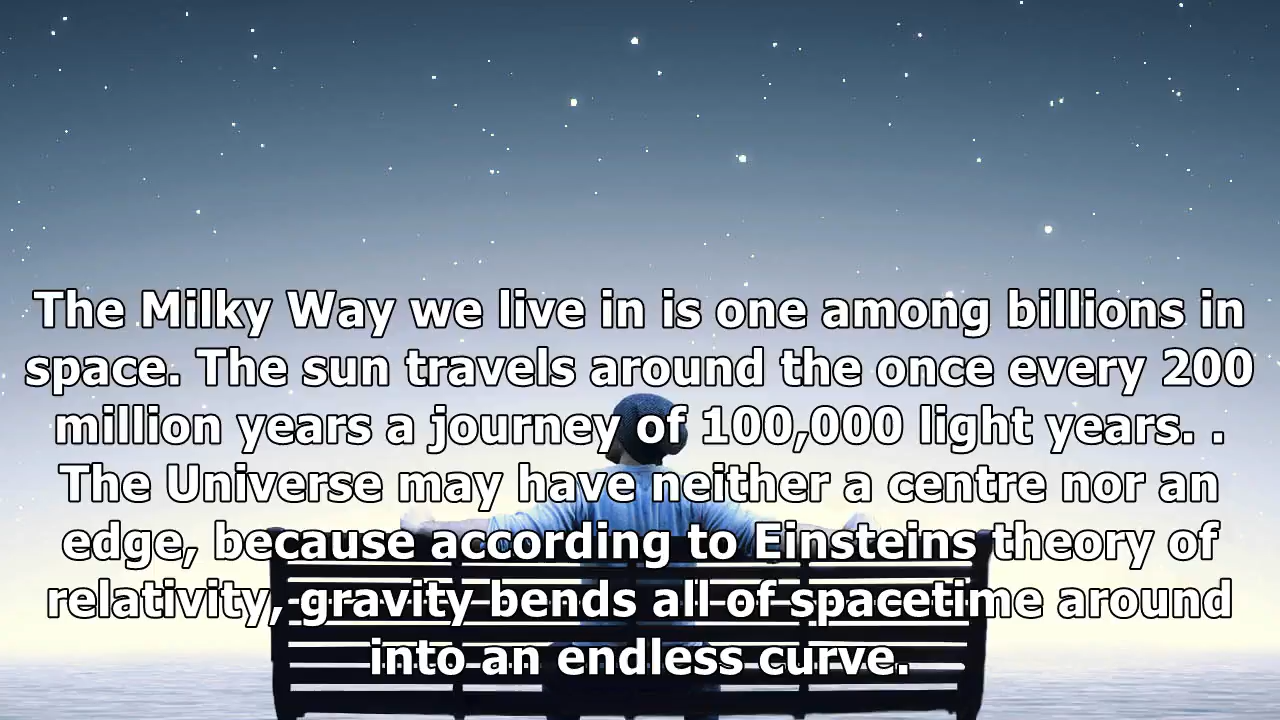 The Milky Way we live in is one among billions in
space. The sun travels around the once every 200
million years a journey of 100,000 light years. .
The Universe may have neither a centre nor an
edge, because according to Einsteins theory of
relativity, gravity bends all of spacetime around
into an endless curve.